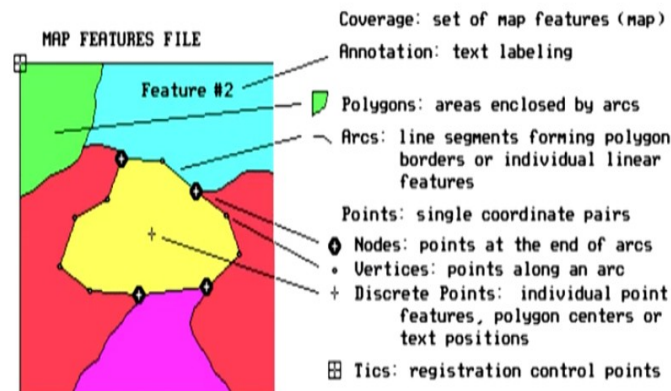 MAP FEATURES FILE
Feature #2
Coverage: set of map features (map)
Annotation: text labeling
Polygons: areas enclosed by arcs
Arcs: line segments forming polygon
borders or individual linear
features
Points: single coordinate pairs
Nodes: points at the end of arcs
Vertices: points along an arc
Discrete Points: individual point
features, polygon centers or
text positions
Tics: registration control points